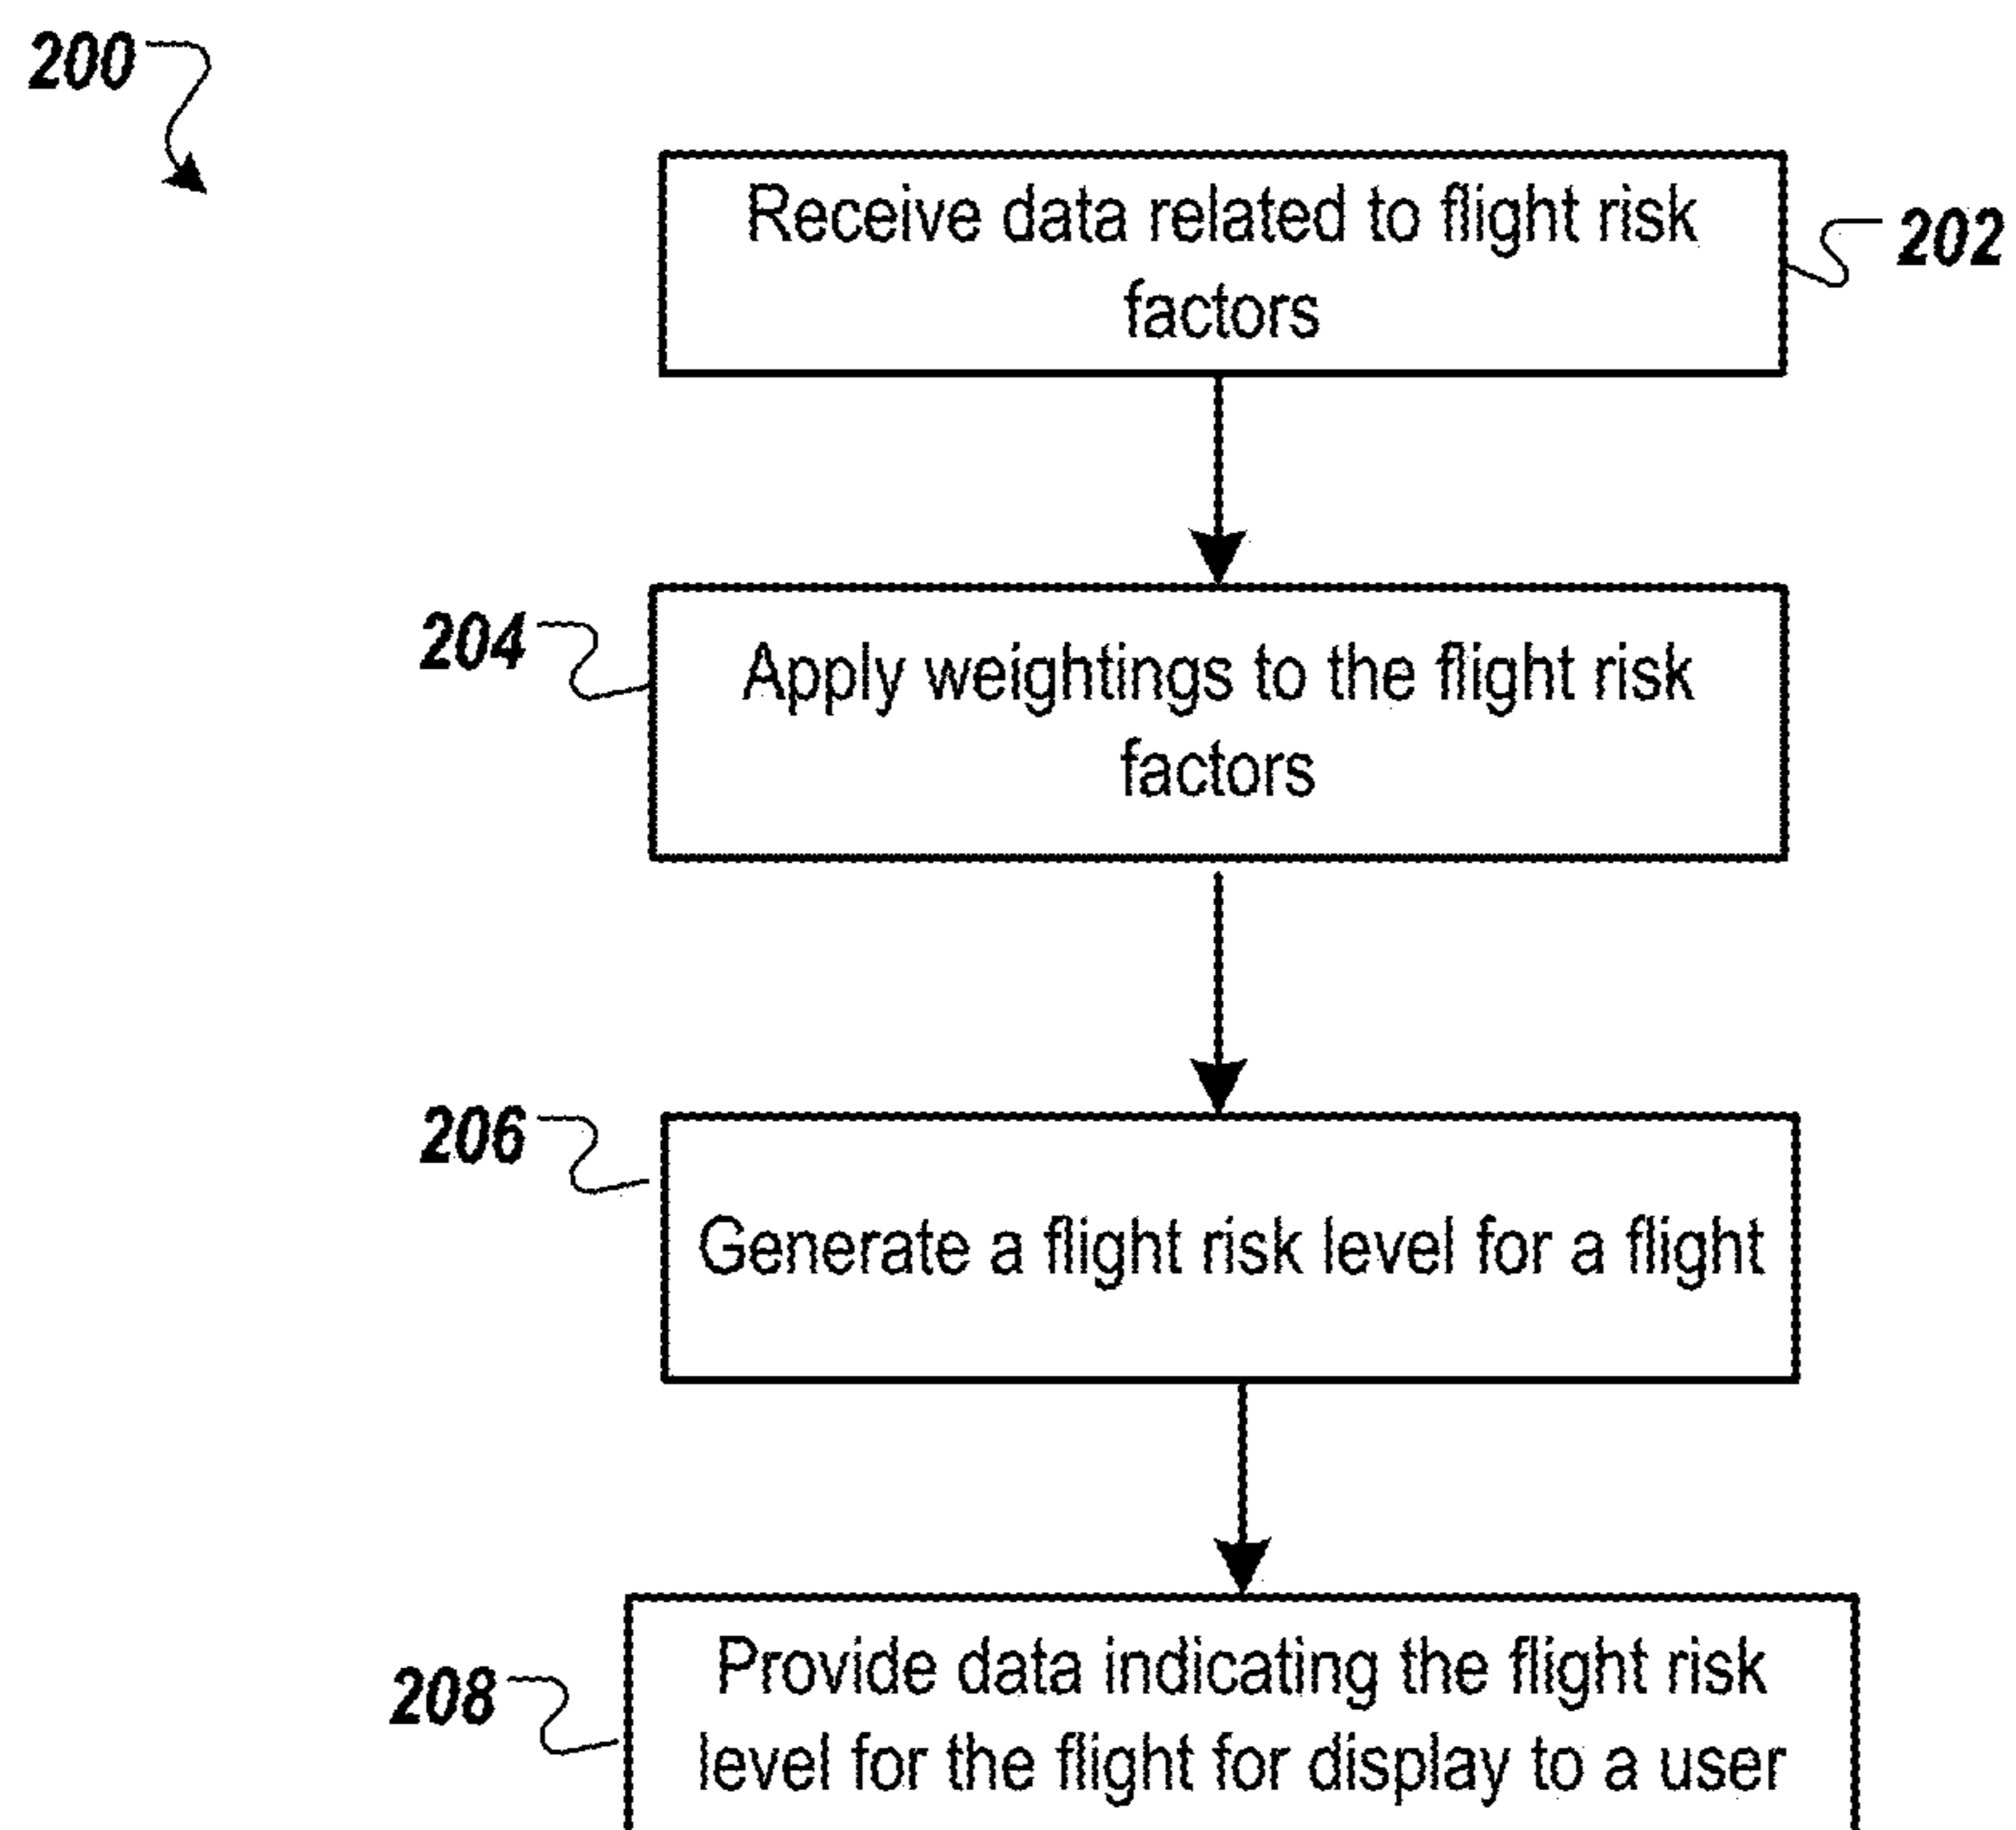 200
Receive data related to flight risk
factors
202
204
Apply weightings to the flight risk
factors
206
Generate a flight risk level for a flight
208
Provide data indicating the flight risk
level for the flight for display to a user